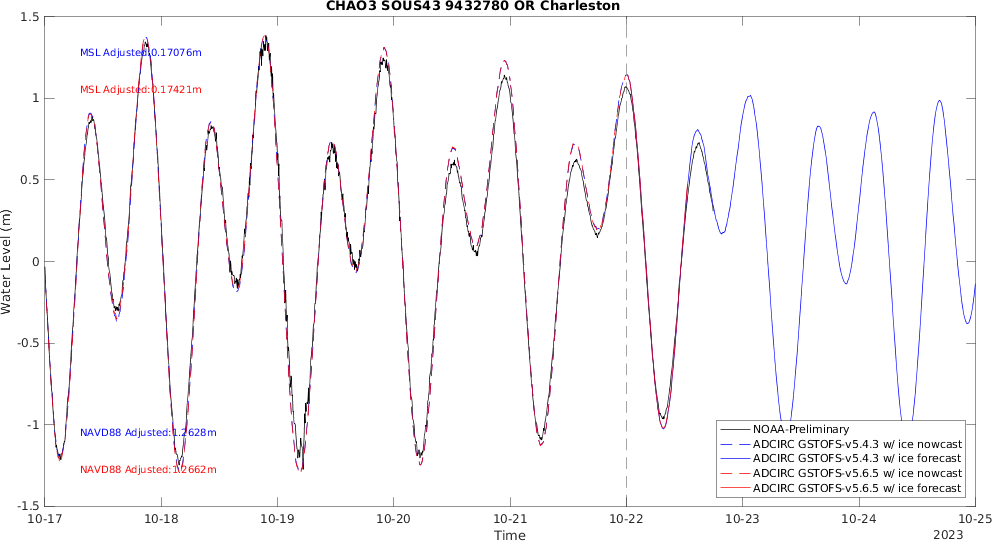 CHAO3 SOUS43 9432780 OR Charleston
1.5
1
0.5
0
-0.5
-1
-1.5
Water Level (m)
MSL Adjusted:0.17076m
MSL Adjusted:0.17421m
NAVD88 Adjusted:1.2628m
NAVD88 Adjusted:1.2662m
NOAA-Preliminary
ADCIRC GSTOFS-v5.4.3 w/ ice nowcast
ADCIRC GSTOFS-v5.4.3 w/ ice forecast
ADCIRC GSTOFS-v5.6.5 w/ ice nowcast
ADCIRC GSTOFS-v5.6.5 w/ ice forecast
10-17 10-18 10-19 10-20 10-21 10-22 10-23 10-24 10-25
Time
2023